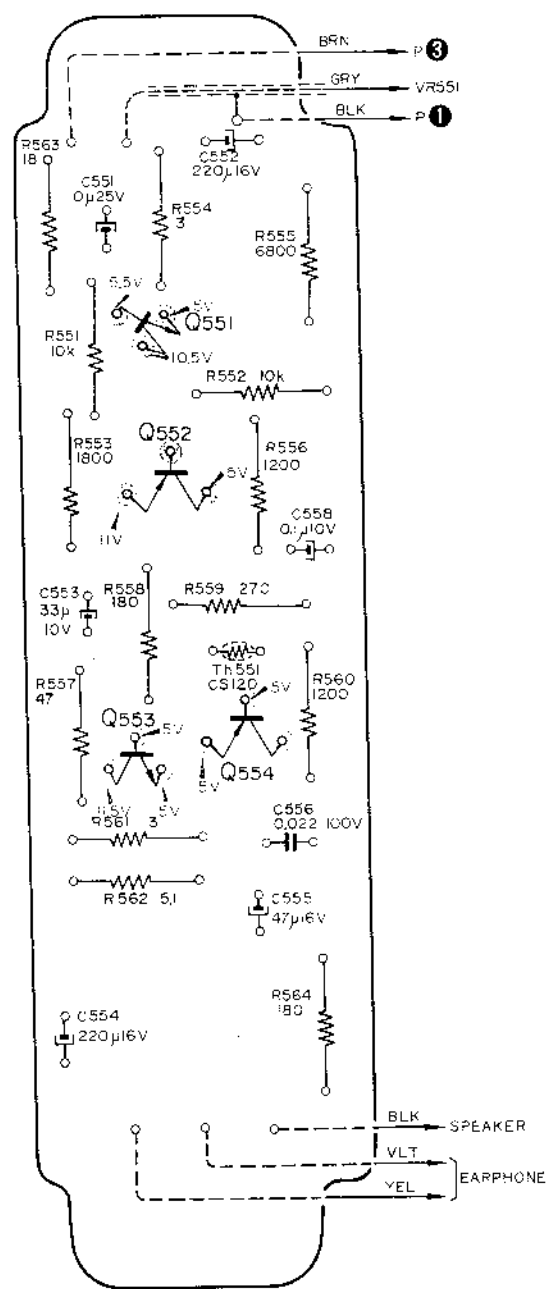 BRN
P 3
GRY
VR551
BLK
P 1
R563
18
C552
220μ16V
C551
0μ25V
R554
3
R555
6800
5,5V
5V
Q551
R551
10k
10,5V
R552 10k
Q552
R553
1800
R556
1200
5V
11V
C558
0,1μ10V
R558
180
R559 270
C553
33μ
10V
Th551
CS120
R557
47
5V
R560
1200
Q553
5V
Q554
5V
5V
R561 3
C556
0,022 100V
R562 5,1
C555
47μ16V
R564
180
C554
220μ16V
BLK
SPEAKER
VLT
EARPHONE
YEL